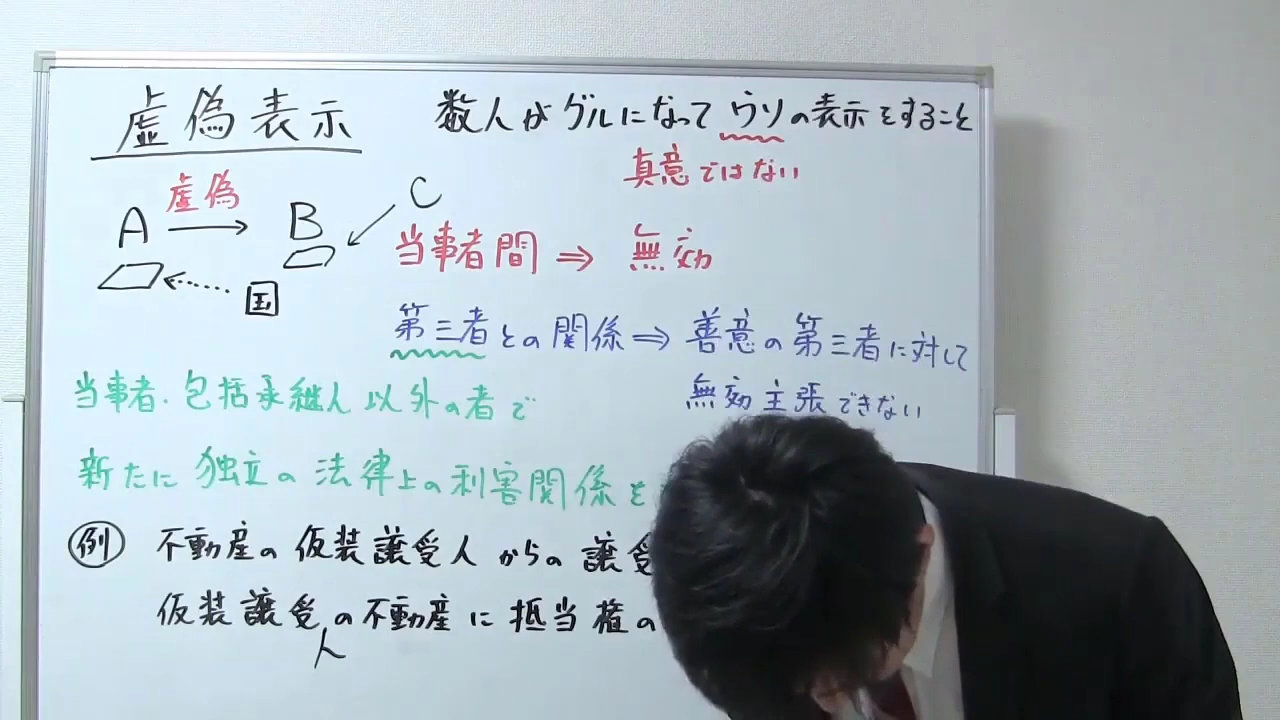 虚偽表示 数人がグルになってウソの表示をすること
真意ではない
虚偽
A → B C
国
当事者間 ⇒ 無効
第三者との関係 ⇒ 善意の第三者に対して
無効主張できない
当事者.包括承継人以外の者で
新たに独立の法律上の利害関係を
例 不動産の仮装譲受人からの譲受
仮装譲受人の不動産に抵当権の